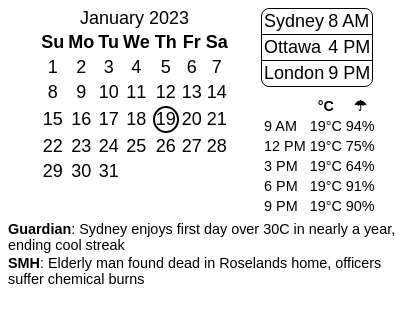 January 2023
Su Mo Tu We Th Fr Sa
1 2 3 4 5 6 7
8 9 10 11 12 13 14
15 16 17 18 19 20 21
22 23 24 25 26 27 28
29 30 31
Sydney 8 AM
Ottawa 4 PM
London 9 PM
°C ☂
9 AM 19°C 94%
12 PM 19°C 75%
3 PM 19°C 64%
6 PM 19°C 91%
9 PM 19°C 90%
Guardian: Sydney enjoys first day over 30C in nearly a year,
ending cool streak
SMH: Elderly man found dead in Roselands home, officers
suffer chemical burns